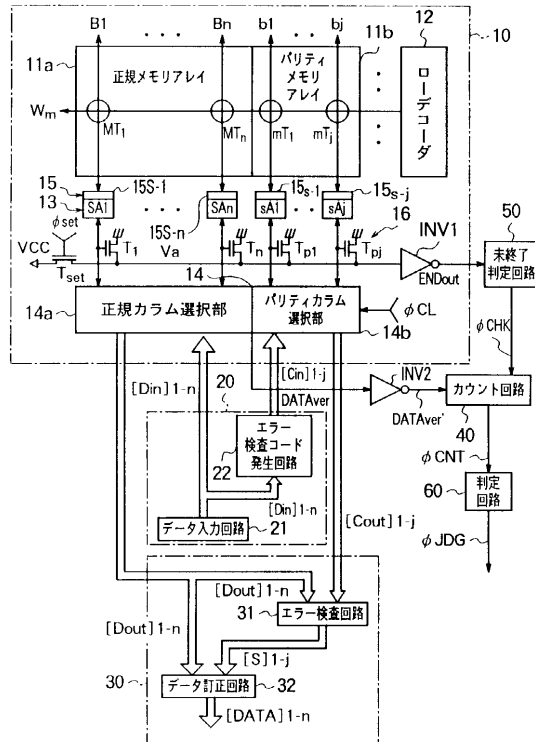 B1 ・・・ Bn b1 ・・・ bj 12 10
11a 11b
正規メモリアレイ
パリティ
メモリ
アレイ
ローデコーダ
Wm
MT1 MTn mT1 mTj
15 15S-1 15S-n 15s-1 15s-j
13 SA1 ・・・ SAn sA1 ・・ sAj
16
φset
VCC
Tset
T1 ・・・ Va Tn Tp1 Tpj
INV1
ENDout
50
未終了
判定回路
14
14a 正規カラム選択部
パリティカラム
選択部
14b
φCL
φCHK
[Din]1-n
20
[Cin]1-j
DATAver
INV2
DATAver'
カウント回路
40
22
エラー
検査コード
発生回路
φCNT
60
判定
回路
[Din]1-n
データ入力回路 21
[Cout]1-j
φJDG
[Dout]1-n
31 エラー検査回路
[Dout]1-n
[S]1-j
30
データ訂正回路 32
[DATA]1-n